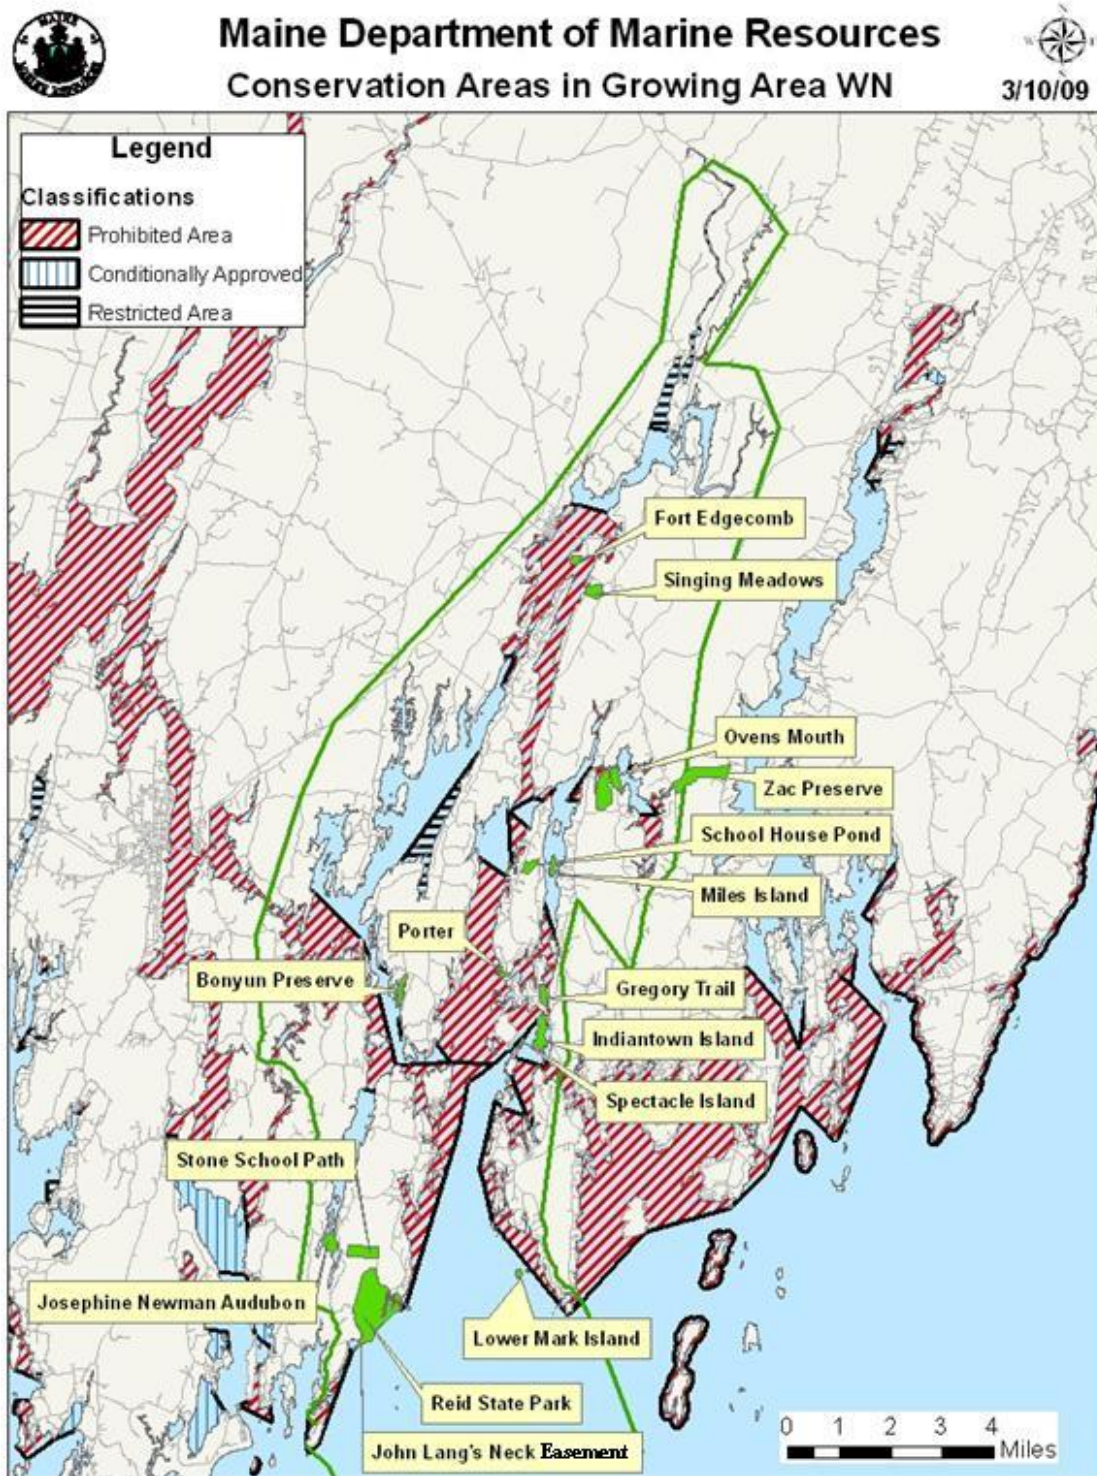 Maine Department of Marine Resources
Conservation Areas in Growing Area WN
3/10/09
MAINE
Legend
Classifications
Prohibited Area
Conditionally Approved
Restricted Area
Fort Edgecomb
Singing Meadows
Ovens Mouth
Zac Preserve
School House Pond
Miles Island
Porter
Bonyun Preserve
Gregory Trail
Indiantown Island
Spectacle Island
Stone School Path
Josephine Newman Audubon
Lower Mark Island
Reid State Park
John Lang's Neck Easement
0 1 2 3 4
Miles